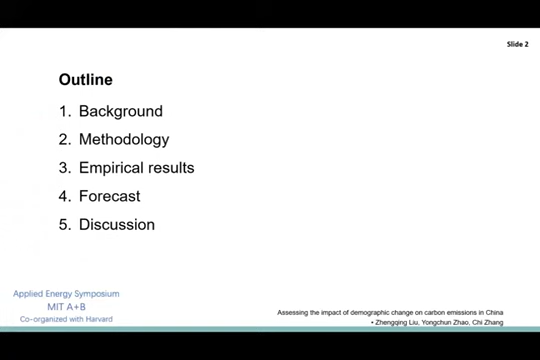 Slide 2
Outline
1. Background
2. Methodology
3. Empirical results
4. Forecast
5. Discussion
Applied Energy Symposium
MIT A+B
Co-organized with Harvard
Assessing the impact of demographic change on carbon emissions in China
• Zhengqing Liu, Yongchun Zhao, Chi Zhang